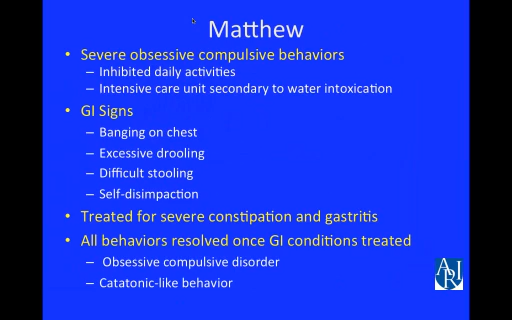 Matthew
• Severe obsessive compulsive behaviors
– Inhibited daily activities
– Intensive care unit secondary to water intoxication
• GI Signs
– Banging on chest
– Excessive drooling
– Difficult stooling
– Self-disimpaction
• Treated for severe constipation and gastritis
• All behaviors resolved once GI conditions treated
– Obsessive compulsive disorder
– Catatonic-like behavior
ARI